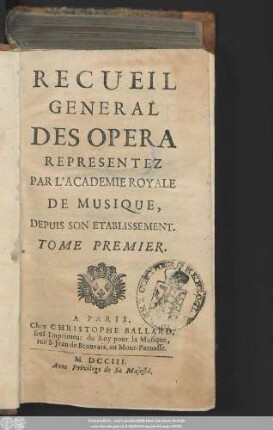 RECUEIL
GENERAL
DES OPERA
REPRESENTEZ
PAR L'ACADEMIE ROYALE
DE MUSIQUE,
DEPUIS SON ETABLISSEMENT.
TOME PREMIER.
A PARIS,
Chez CHRISTOPHE BALLARD,
seul Imprimeur du Roy pour la Musique,
ruë S. Jean de Beauvais, au Mont-Parnasse.
M DCCIII.
Avec Privilege de Sa Majesté.